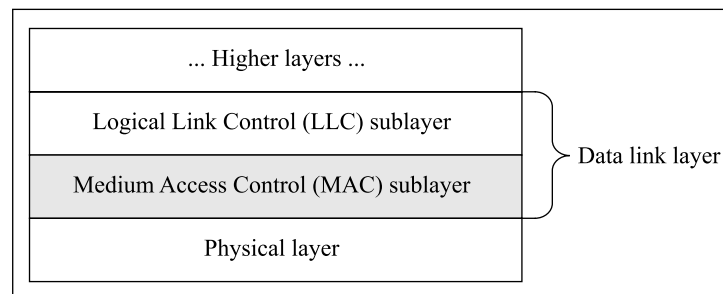 ... Higher layers ...
Logical Link Control (LLC) sublayer
Data link layer
Medium Access Control (MAC) sublayer
Physical layer